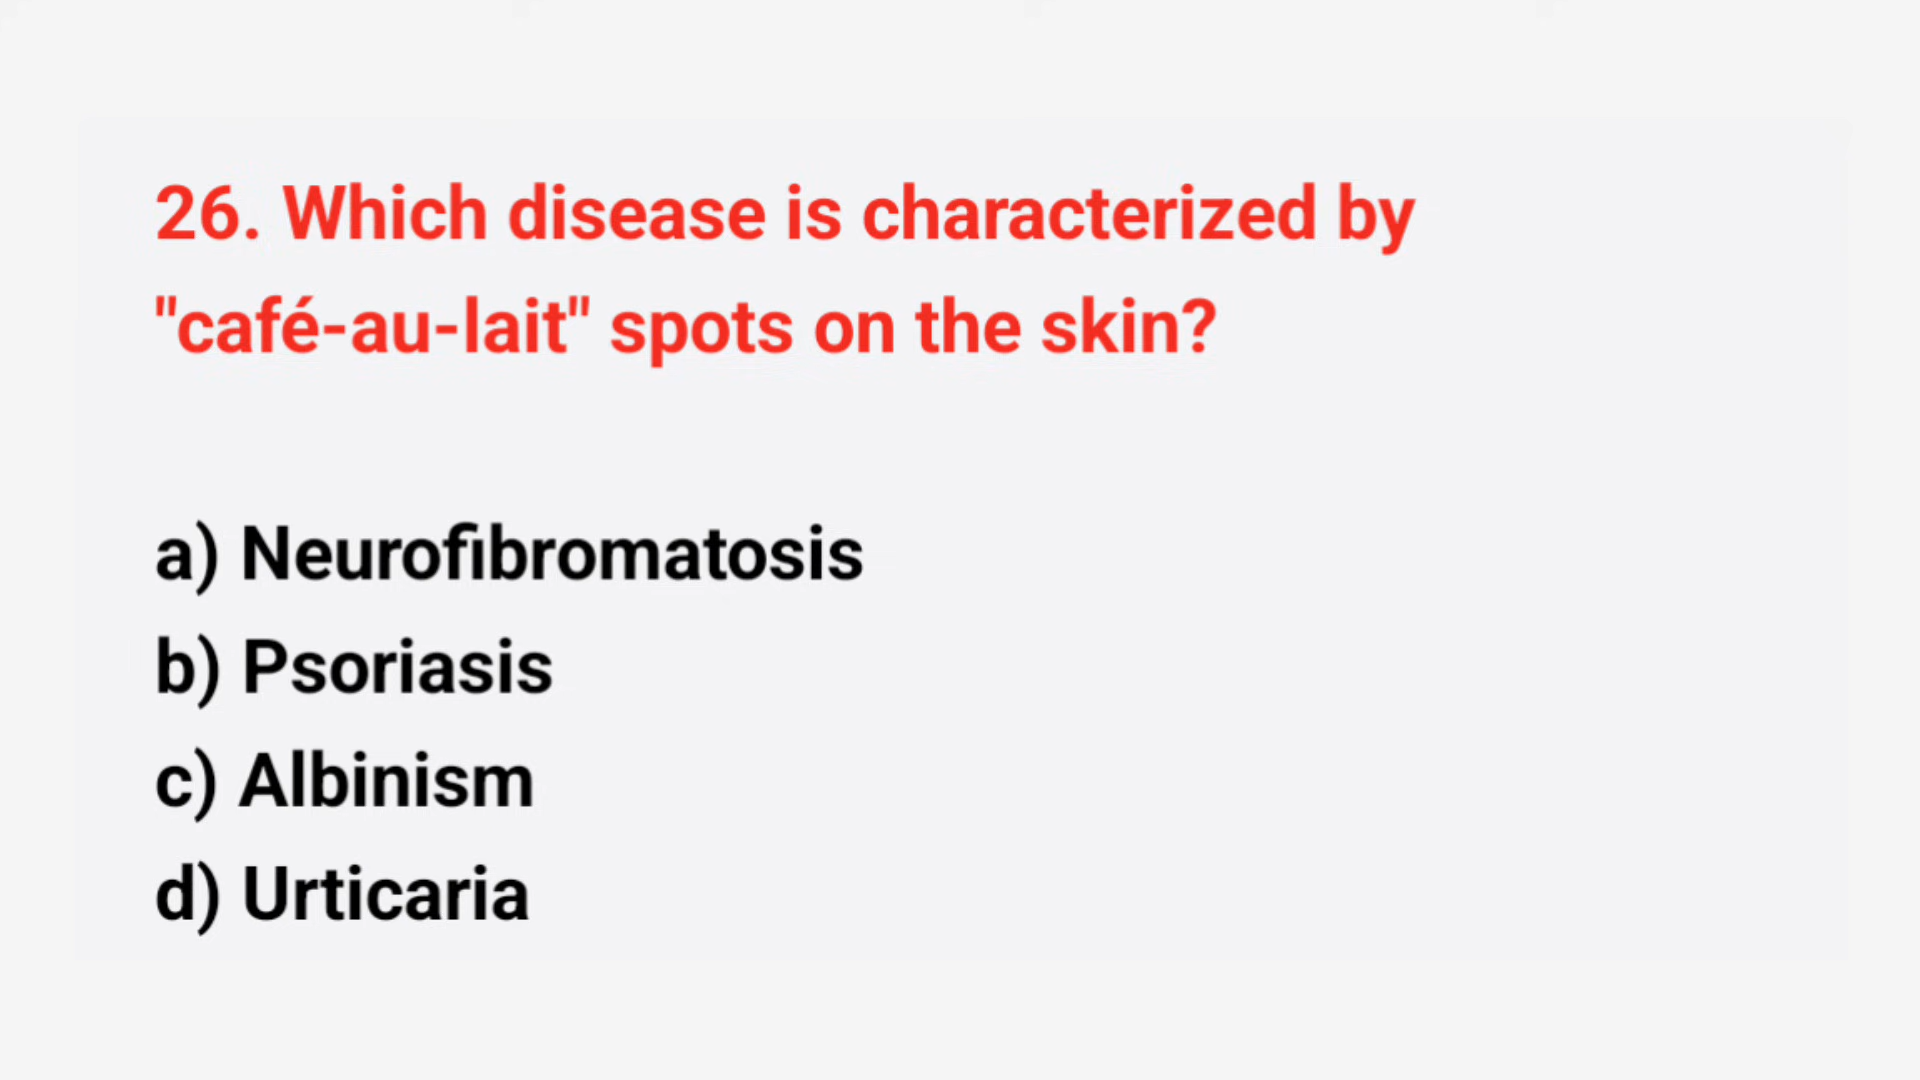 26. Which disease is characterized by
"café-au-lait" spots on the skin?
a) Neurofibromatosis
b) Psoriasis
c) Albinism
d) Urticaria